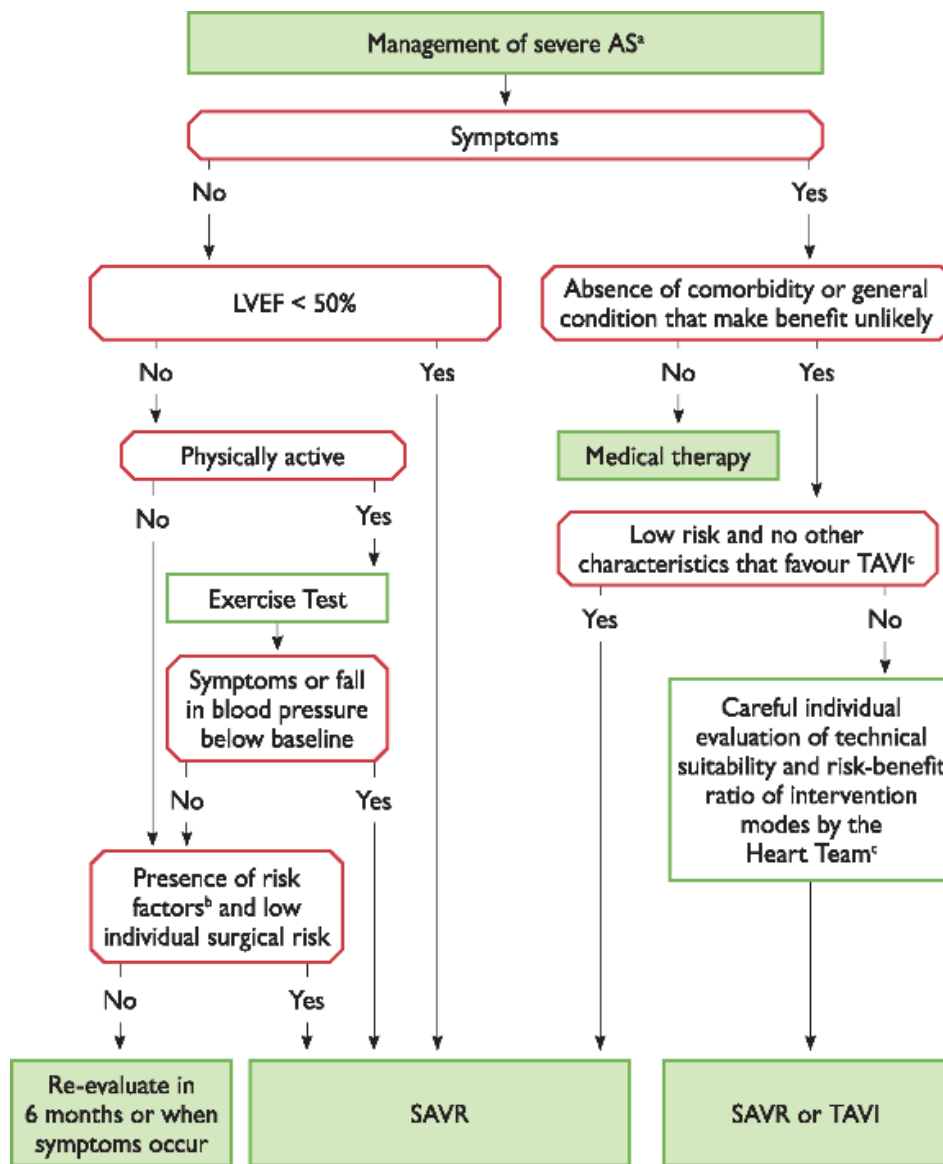 Management of severe ASᵃ
Symptoms
No
Yes
LVEF < 50%
Absence of comorbidity or general
condition that make benefit unlikely
No
Yes
No
Yes
Physically active
Medical therapy
No
Yes
Low risk and no other
characteristics that favour TAVIᶜ
Exercise Test
Yes
No
Symptoms or fall
in blood pressure
below baseline
Careful individual
evaluation of technical
suitability and risk-benefit
ratio of intervention
modes by the
Heart Teamᶜ
No
Yes
Presence of risk
factorsᵇ and low
individual surgical risk
No
Yes
Re-evaluate in
6 months or when
symptoms occur
SAVR
SAVR or TAVI